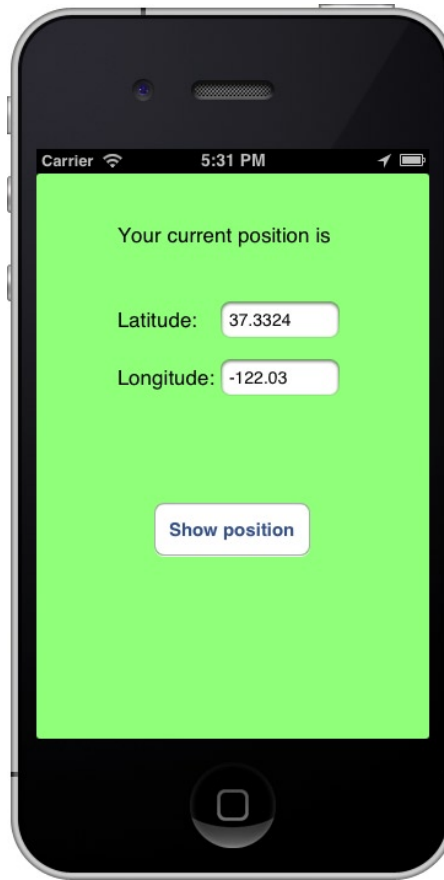 Carrier 5:31 PM
Your current position is
Latitude: 37.3324
Longitude: -122.03
Show position